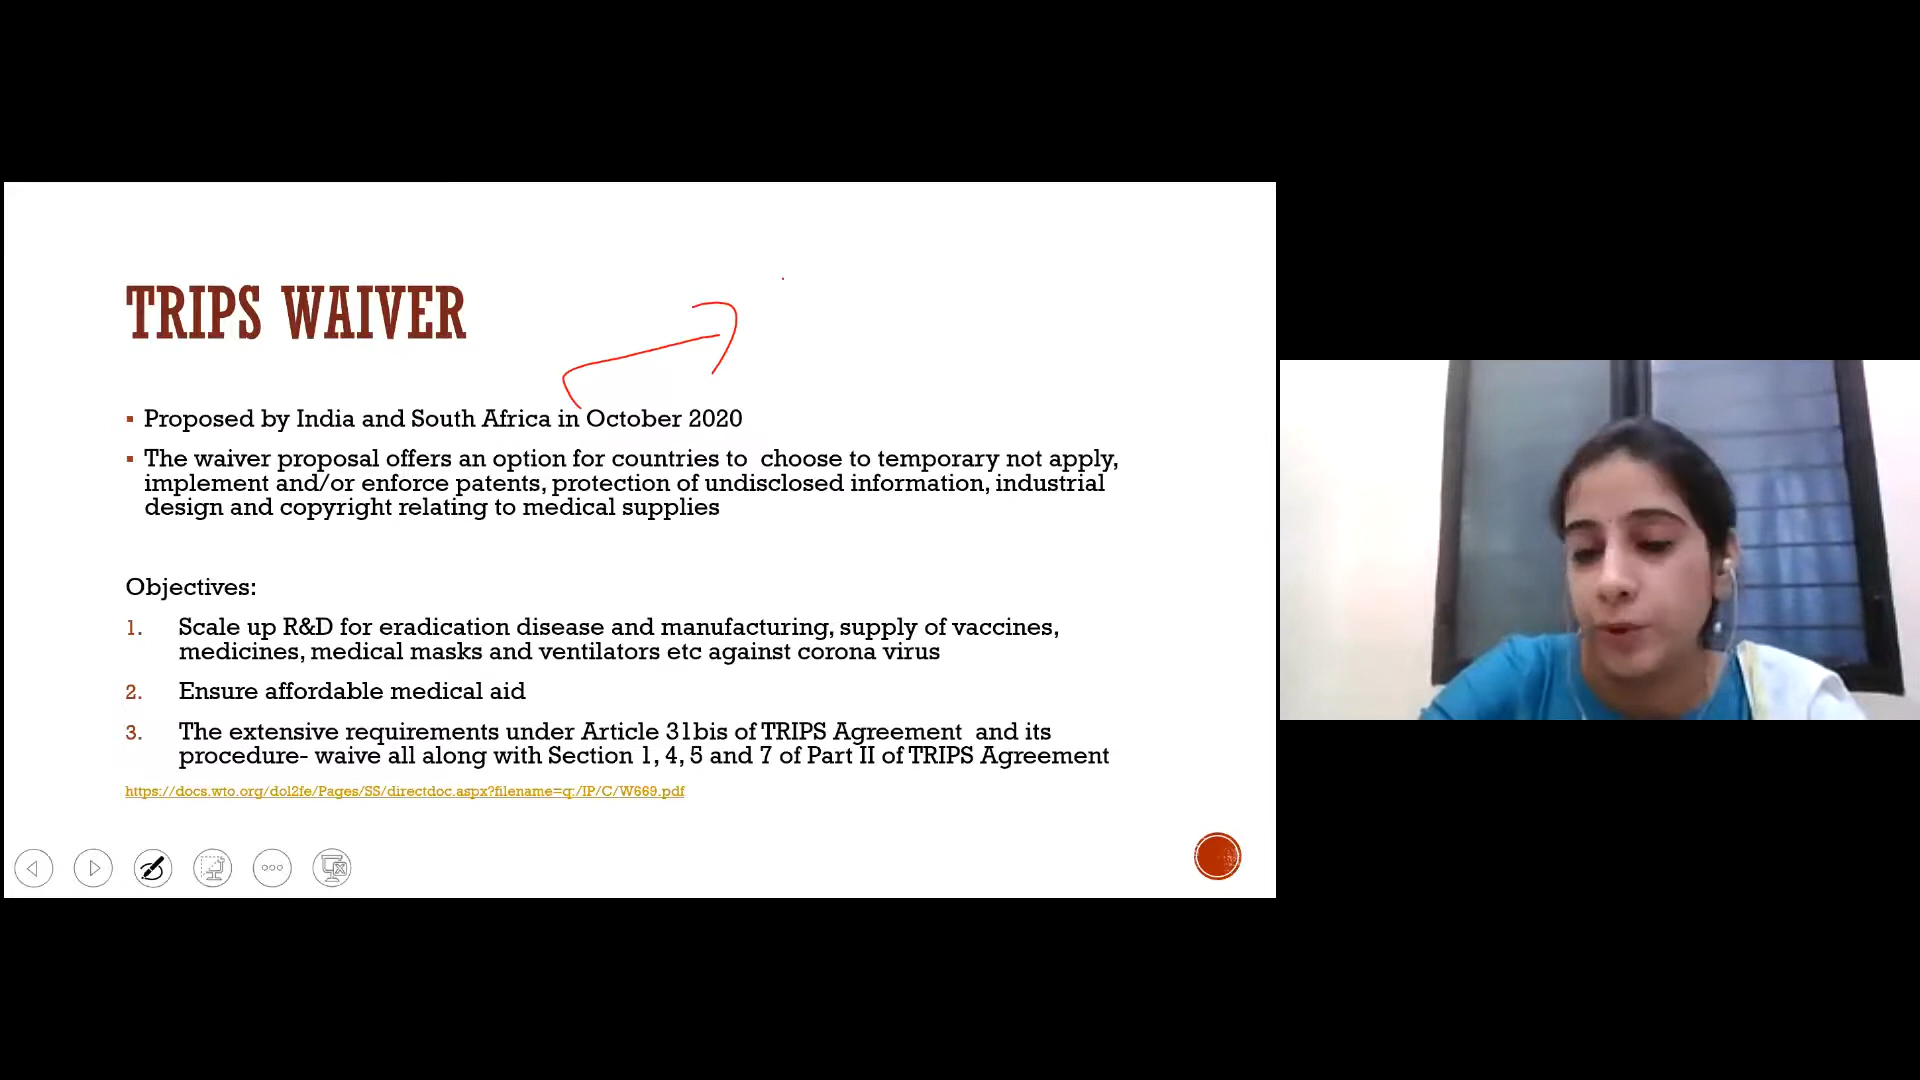 TRIPS WAIVER
▪ Proposed by India and South Africa in October 2020
▪ The waiver proposal offers an option for countries to choose to temporary not apply,
implement and/or enforce patents, protection of undisclosed information, industrial
design and copyright relating to medical supplies
Objectives:
1. Scale up R&D for eradication disease and manufacturing, supply of vaccines,
medicines, medical masks and ventilators etc against corona virus
2. Ensure affordable medical aid
3. The extensive requirements under Article 31bis of TRIPS Agreement and its
procedure- waive all along with Section 1, 4, 5 and 7 of Part II of TRIPS Agreement
https://docs.wto.org/dol2fe/Pages/SS/directdoc.aspx?filename=q:/IP/C/W669.pdf